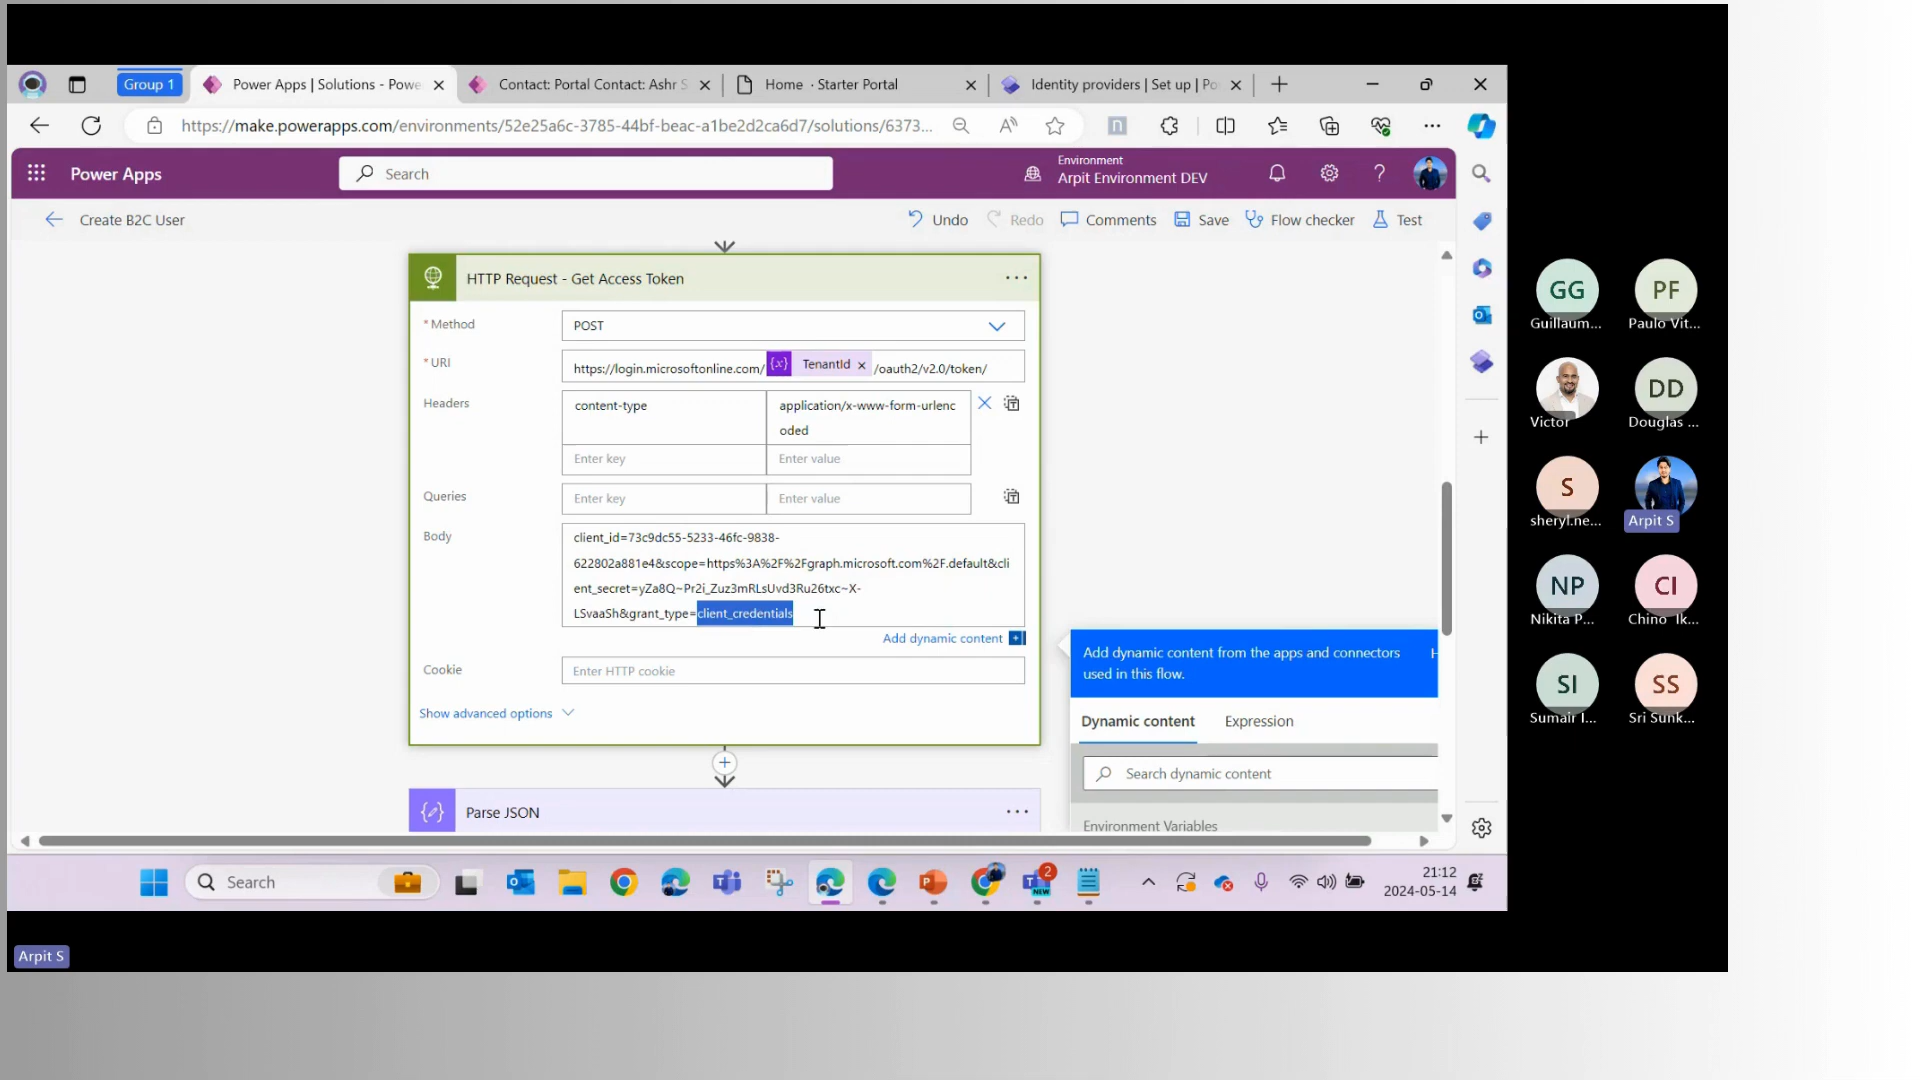 Group 1
Power Apps | Solutions - Powe
Contact: Portal Contact: Ashr S
Home · Starter Portal
Identity providers | Set up | Po
https://make.powerapps.com/environments/52e25a6c-3785-44bf-beac-a1be2d2ca6d7/solutions/6373...
Power Apps
Search
Environment
Arpit Environment DEV
Create B2C User
Undo
Redo
Comments
Save
Flow checker
Test
HTTP Request - Get Access Token
* Method
POST
* URI
https://login.microsoftonline.com/ {x} TenantId × /oauth2/v2.0/token/
Headers
content-type
application/x-www-form-urlenc
oded
Enter key
Enter value
Queries
Enter key
Enter value
Body
client_id=73c9dc55-5233-46fc-9838-
622802a881e4&scope=https%3A%2F%2Fgraph.microsoft.com%2F.default&cli
ent_secret=yZa8Q~Pr2i_Zuz3mRLsUvd3Ru26txc~X-
LSvaaSh&grant_type=client_credentials
Add dynamic content
Cookie
Enter HTTP cookie
Show advanced options
Parse JSON
Add dynamic content from the apps and connectors
used in this flow.
Dynamic content
Expression
Search dynamic content
Environment Variables
Search
2
NEW
21:12
2024-05-14
GG
Guillaum...
PF
Paulo Vit...
Victor
DD
Douglas ...
S
sheryl.ne...
Arpit S
NP
Nikita P...
CI
Chino Ik...
SI
Sumair I...
SS
Sri Sunk...
Arpit S